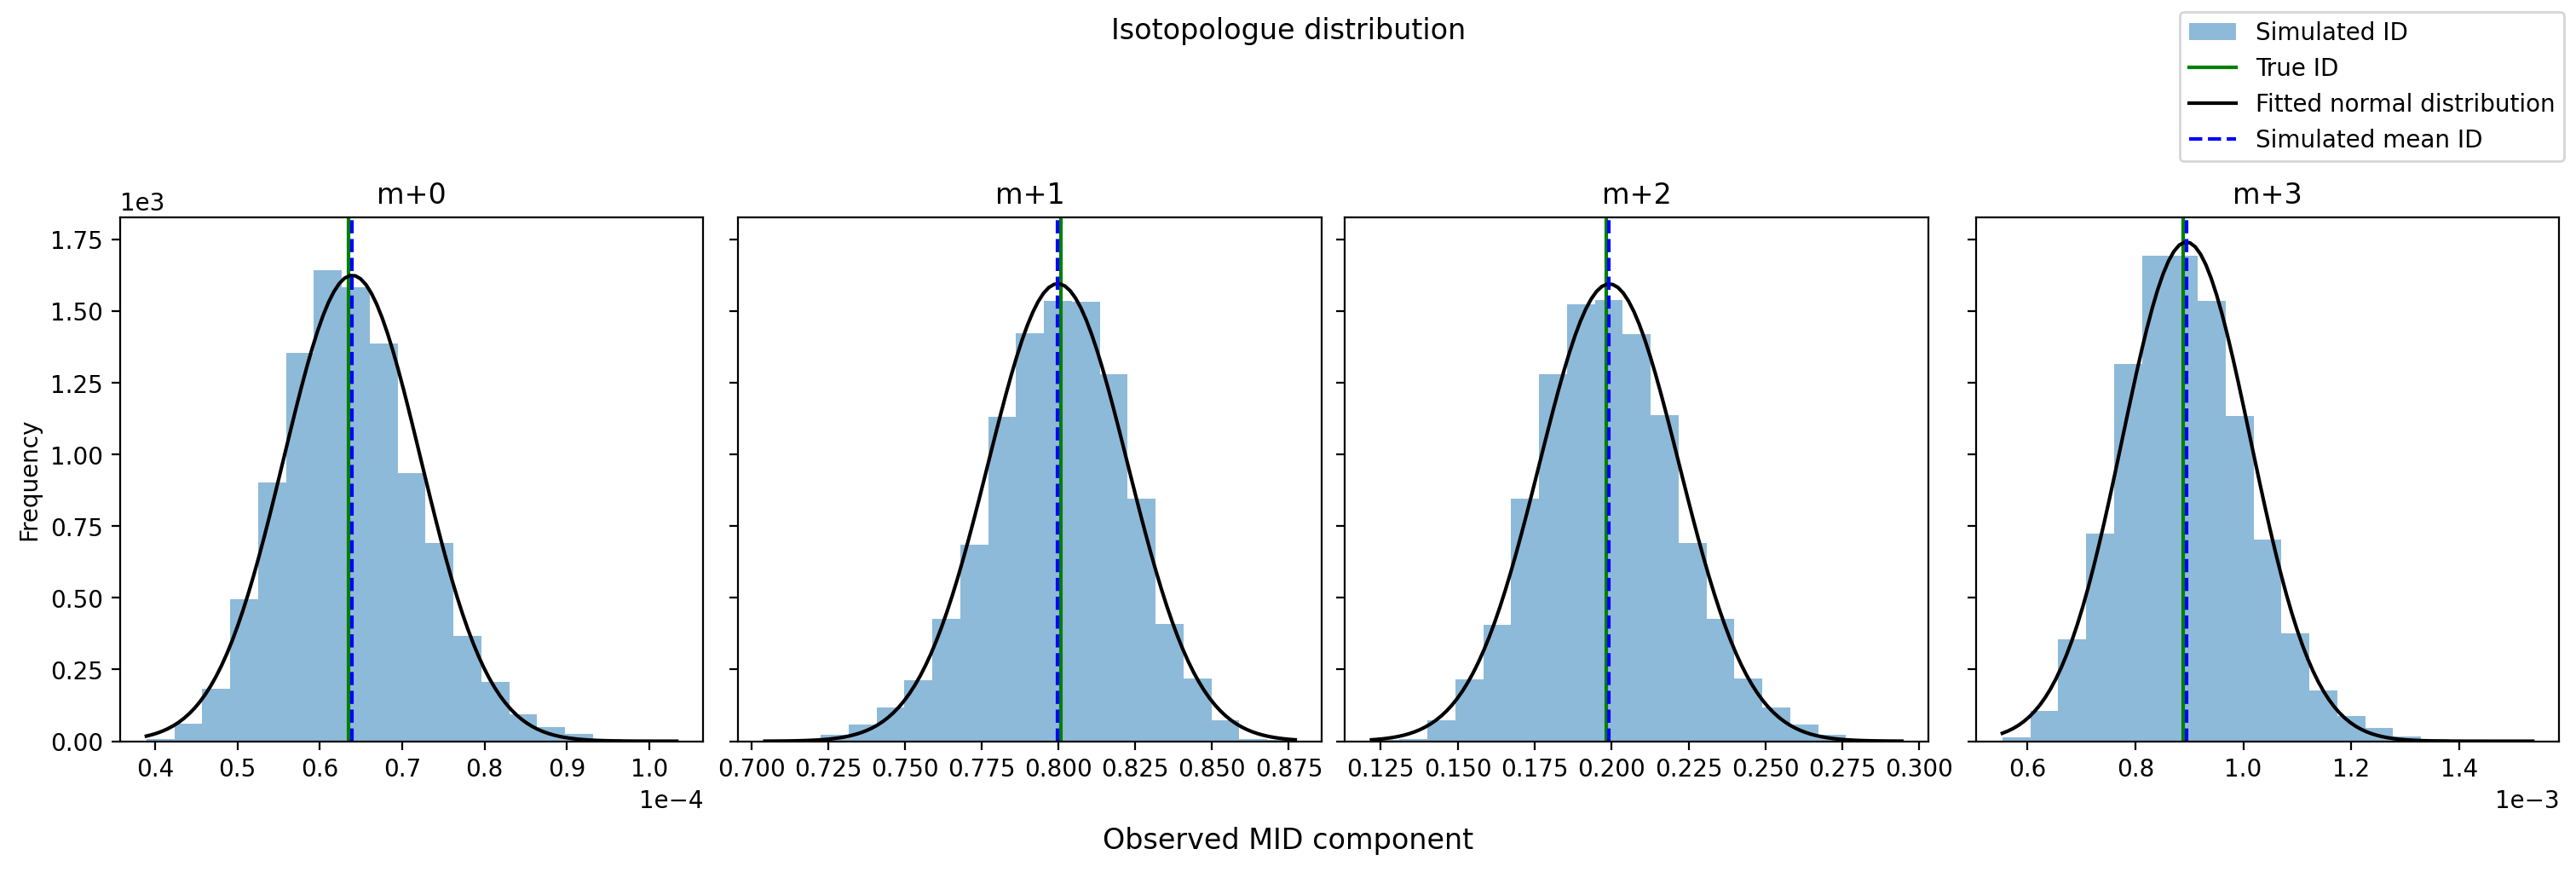 Isotopologue distribution
Simulated ID
True ID
Fitted normal distribution
Simulated mean ID
m+0
m+1
m+2
m+3
1e3
1.75
1.50
1.25
1.00
0.75
0.50
0.25
0.00
Frequency
0.4 0.5 0.6 0.7 0.8 0.9 1.0
1e−4
0.700 0.725 0.750 0.775 0.800 0.825 0.850 0.875
0.125 0.150 0.175 0.200 0.225 0.250 0.275 0.300
0.6 0.8 1.0 1.2 1.4
1e−3
Observed MID component